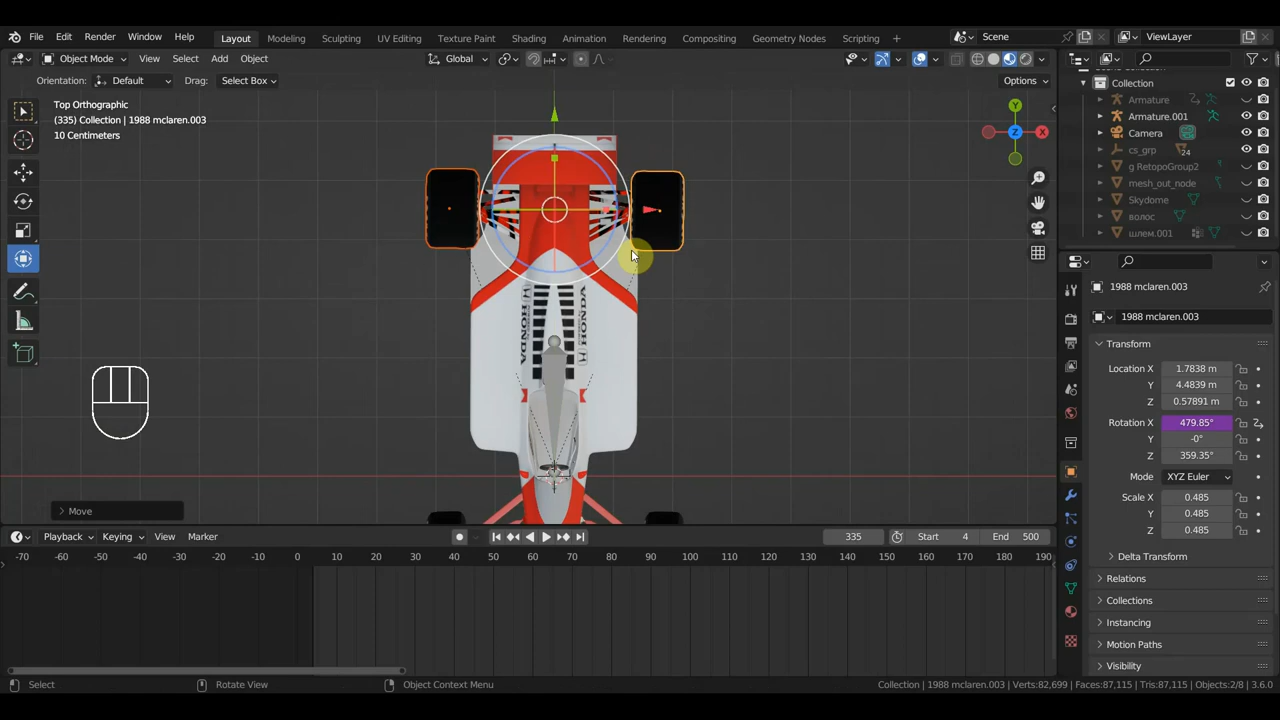 File Edit Render Window Help Layout Modeling Sculpting UV Editing Texture Paint Shading Animation Rendering Compositing Geometry Nodes Scripting + Scene ViewLayer
Object Mode View Select Add Object Global
Orientation: Default Drag: Select Box Options
Top Orthographic
(335) Collection | 1988 mclaren.003
10 Centimeters
Y
X
Z
HONDA
HONDA
Move
Collection
Armature
Armature.001
Camera
cs_grp 24
g RetopoGroup2
mesh_out_node
Skydome
волос
шлем.001
1988 mclaren.003
1988 mclaren.003
Transform
Location X 1.7838 m
Y 4.4839 m
Z 0.57891 m
Rotation X 479.85°
Y -0°
Z 359.35°
Mode XYZ Euler
Scale X 0.485
Y 0.485
Z 0.485
Delta Transform
Relations
Collections
Instancing
Motion Paths
Visibility
Playback Keying View Marker 335 Start 4 End 500
-70 -60 -50 -40 -30 -20 -10 0 10 20 30 40 50 60 70 80 90 100 110 120 130 140 150 160 170 180 190
Select Rotate View Object Context Menu Collection | 1988 mclaren.003 | Verts:82,699 | Faces:87,115 | Tris:87,115 | Objects:2/8 | 3.6.0